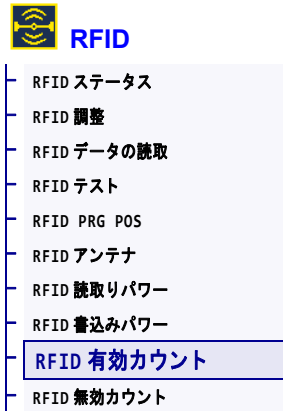 RFID
RFID ステータス
RFID 調整
RFID データの読取
RFID テスト
RFID PRG POS
RFID アンテナ
RFID 読取りパワー
RFID 書込みパワー
RFID 有効カウント
RFID 無効カウント